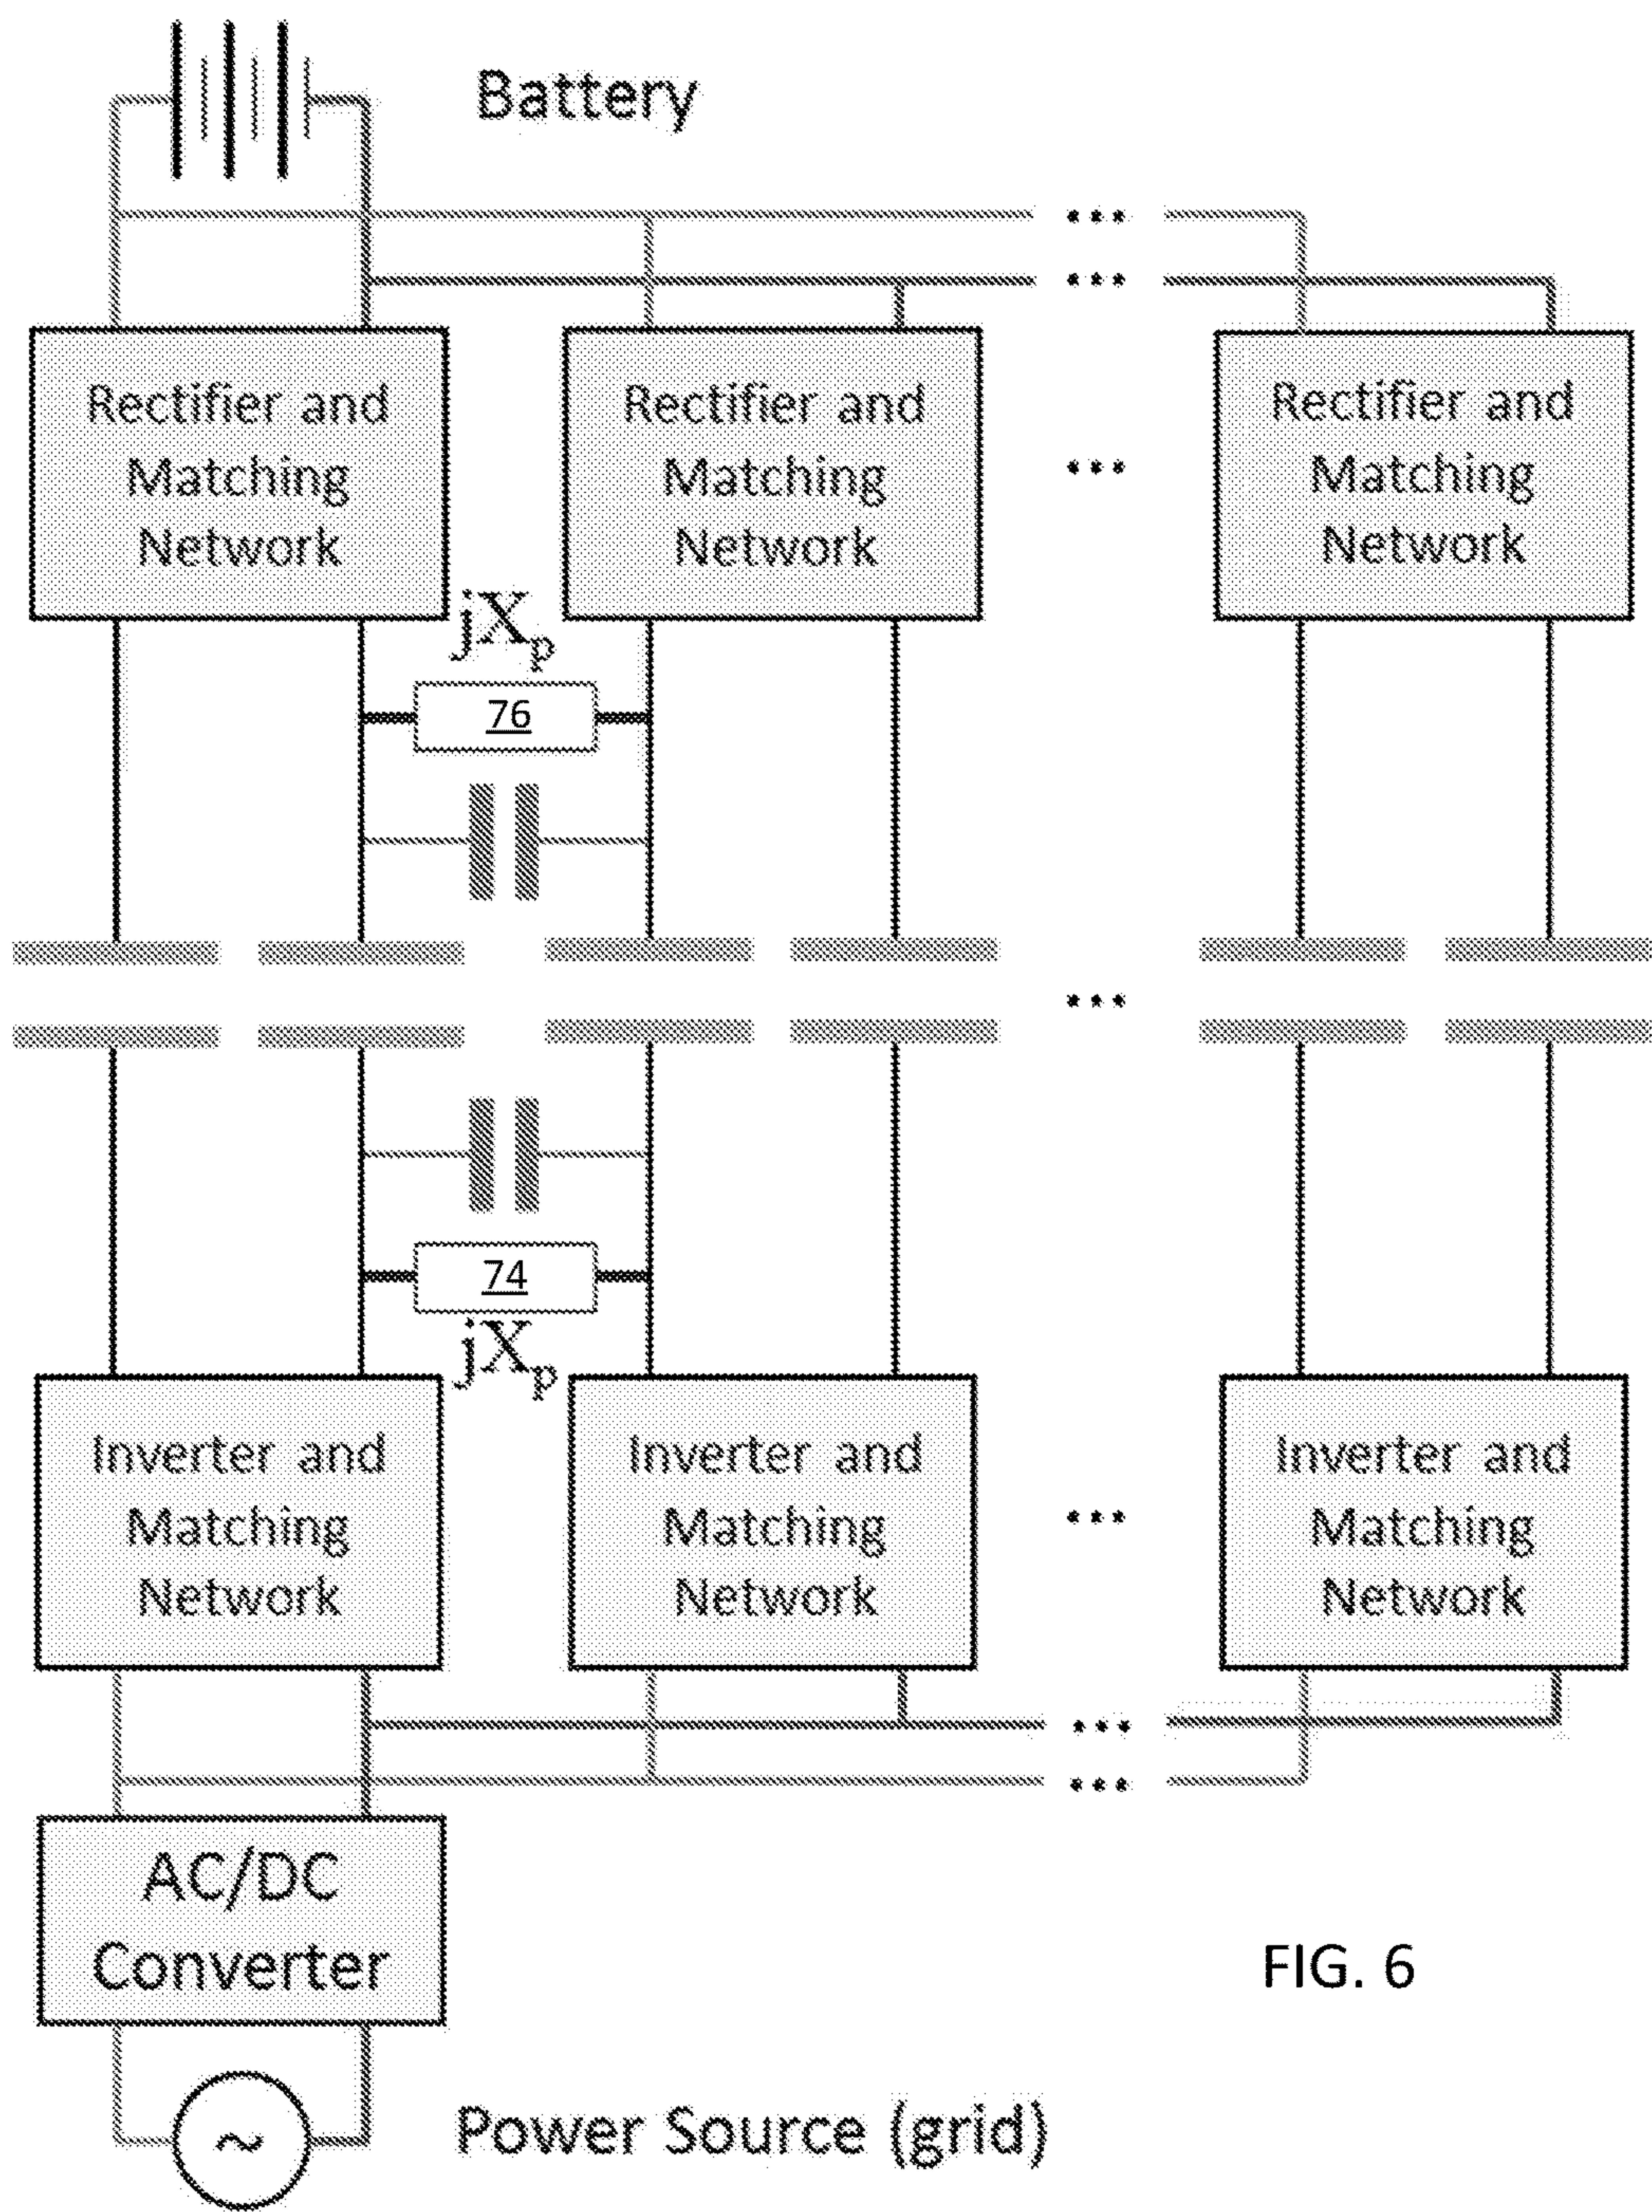 Battery
...
...
Rectifier and
Matching
Network
Rectifier and
Matching
Network
...
Rectifier and
Matching
Network
jXp
76
...
74
jXp
Inverter and
Matching
Network
Inverter and
Matching
Network
...
Inverter and
Matching
Network
...
...
AC/DC
Converter
FIG. 6
~
Power Source (grid)